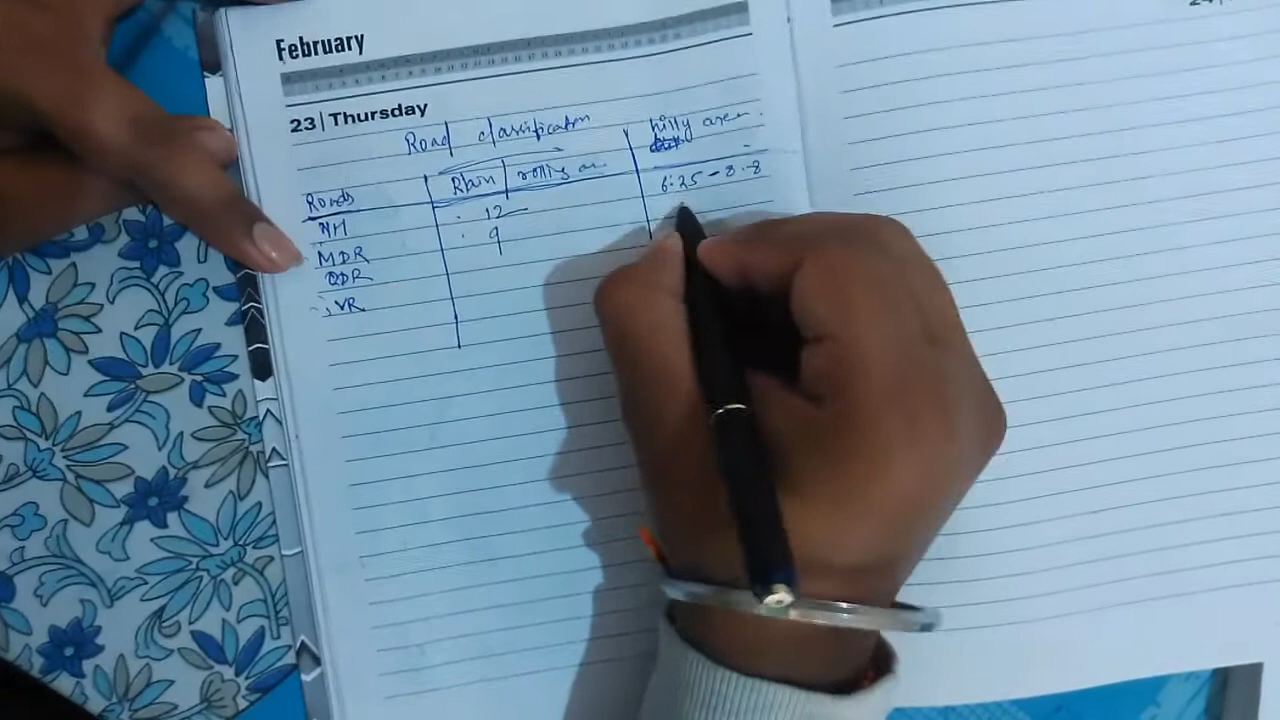 February
23 | Thursday
Road classification
Roads Plain | rolling hilly area.
NH 12 6.25 - 8.8
MDR 9
ODR
VR